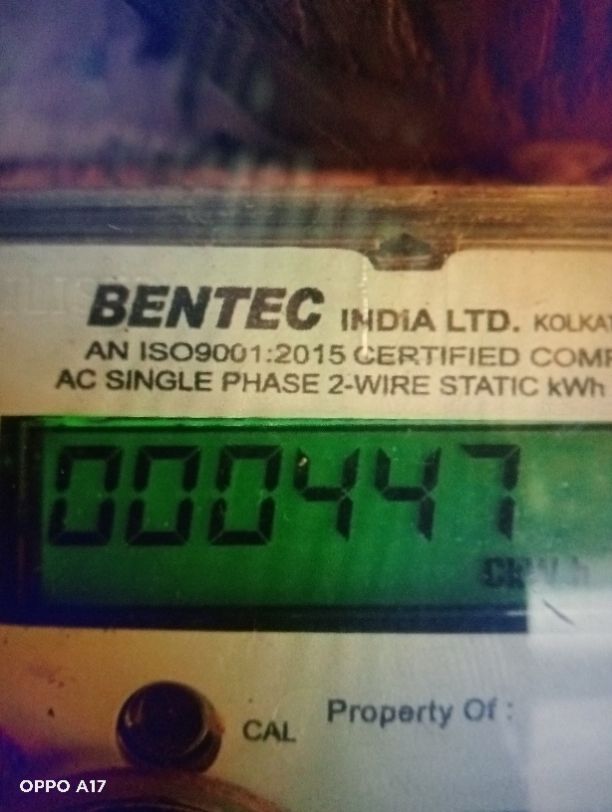 BENTEC INDIA LTD.
AN ISO9001:2015 CERTIFIED
AC SINGLE PHASE 2-WIRE STATIC kWh
000447
CAL
Property Of :
OPPO A17